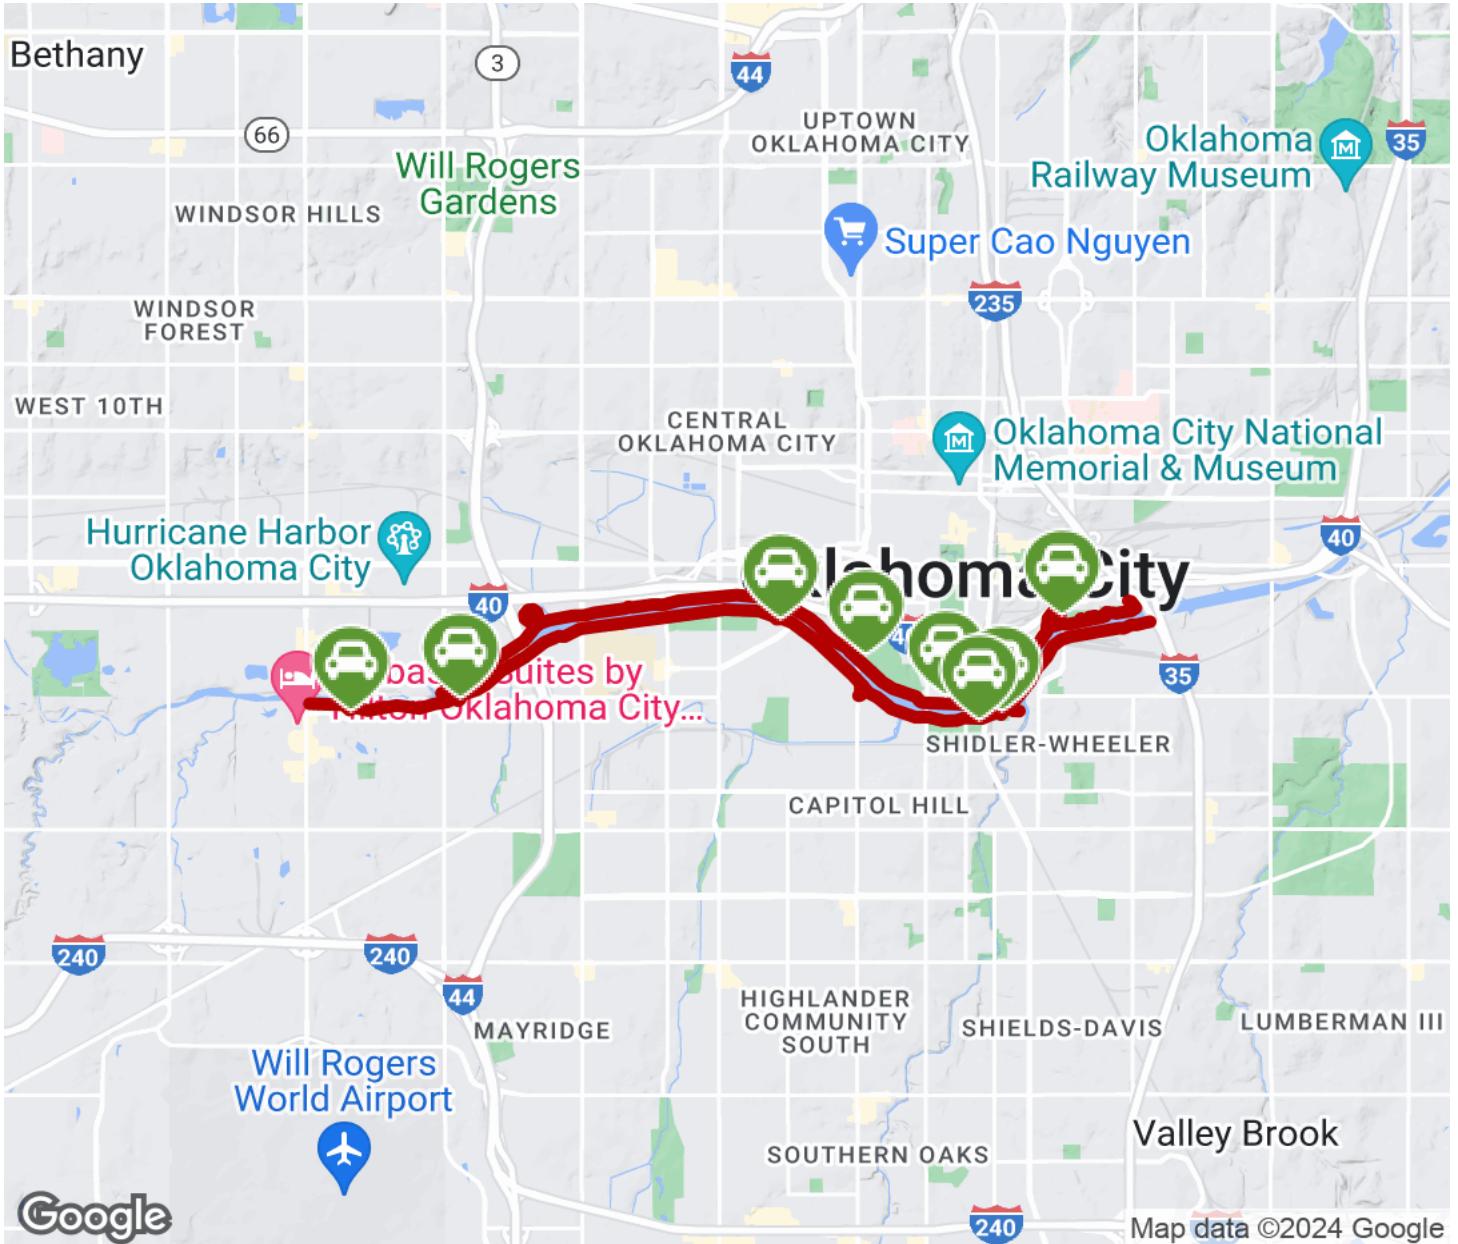 Bethany
3
44
66
UPTOWN
OKLAHOMA CITY
Oklahoma
Railway Museum
35
Will Rogers
Gardens
WINDSOR HILLS
Super Cao Nguyen
235
WINDSOR
FOREST
WEST 10TH
CENTRAL
OKLAHOMA CITY
Oklahoma City National
Memorial & Museum
Hurricane Harbor
Oklahoma City
40
40
City
35
Suites by
Oklahoma City...
SHIDLER-WHEELER
CAPITOL HILL
240
240
44
HIGHLANDER
COMMUNITY
SOUTH
MAYRIDGE
SHIELDS-DAVIS
LUMBERMAN III
Will Rogers
World Airport
Valley Brook
SOUTHERN OAKS
Google
240
Map data ©2024 Google